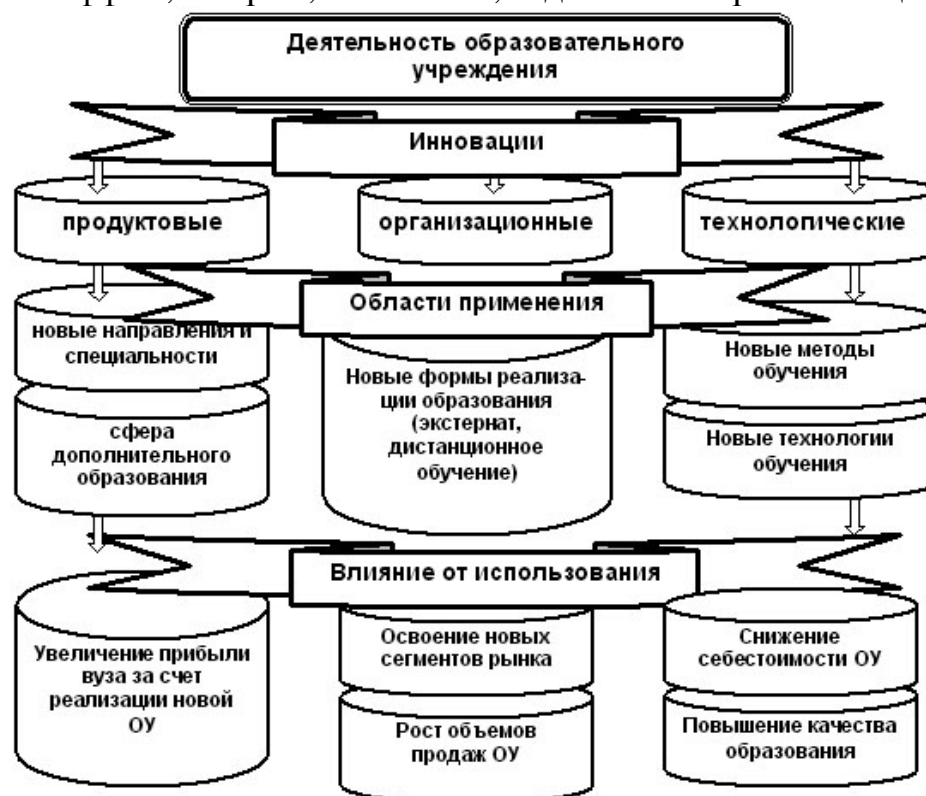 Деятельность образовательного
учреждения
Инновации
продуктовые
организационные
технологические
Области применения
новые направления и
специальности
сфера
дополнительного
образования
Новые формы реализа-
ции образования
(экстернат,
дистанционное
обучение)
Новые методы
обучения
Новые технологии
обучения
Влияние от использования
Увеличение прибыли
вуза за счет
реализации новой
ОУ
Освоение новых
сегментов рынка
Рост объемов
продаж ОУ
Снижение
себестоимости ОУ
Повышение качества
образования